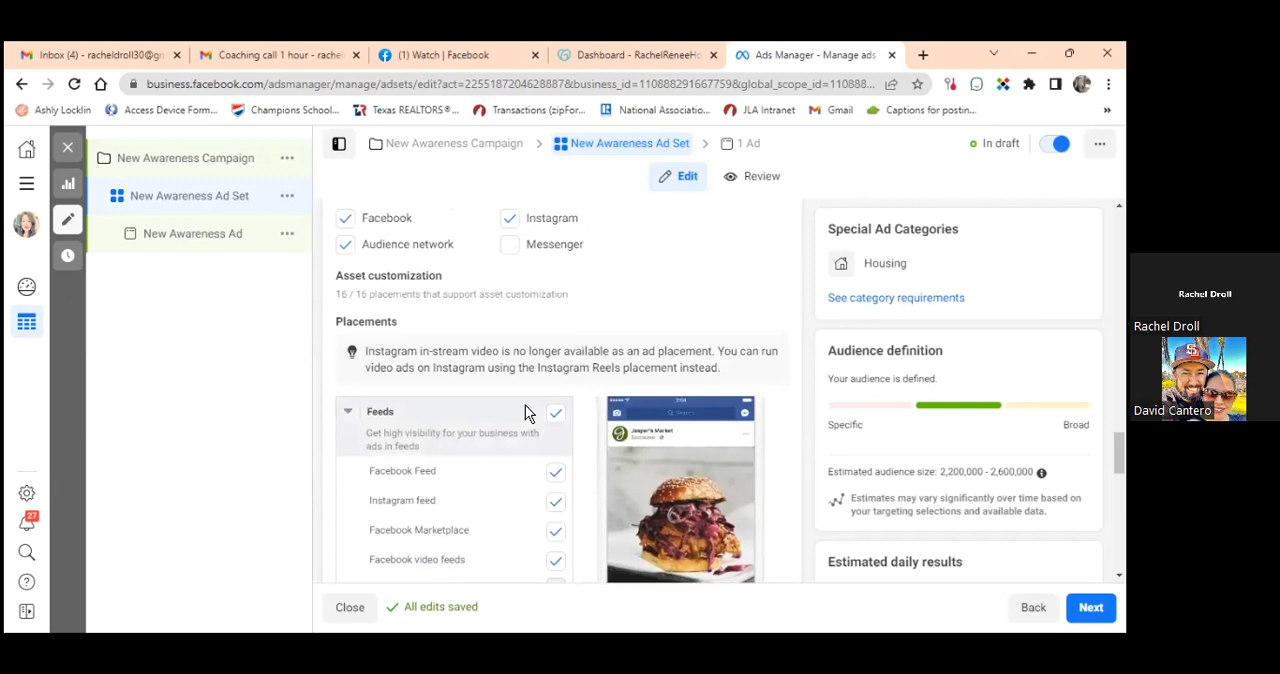 Inbox (4) - racheldroll30@gm
Coaching call 1 hour - rachel
(1) Watch | Facebook
Dashboard - RachelReneeHo
Ads Manager - Manage ads
business.facebook.com/adsmanager/manage/adsets/edit?act=2255187204628887&business_id=110888291667759&global_scope_id=110888...
Ashly Locklin
Access Device Form...
Champions School...
Texas REALTORS®...
Transactions (zipFor...
National Associatio...
JLA Invest
Gmail
Captions for postin...
»
New Awareness Campaign
New Awareness Ad Set
New Awareness Ad
27
New Awareness Campaign > New Awareness Ad Set > 1 Ad
In draft
Edit
Review
Facebook
Instagram
Audience network
Messenger
Asset customization
16 / 16 placements that support asset customization
Placements
Instagram in-stream video is no longer available as an ad placement. You can run
video ads on Instagram using the Instagram Reels placement instead.
Feeds
Get high visibility for your business with
ads in feeds
Facebook Feed
Instagram feed
Facebook Marketplace
Facebook video feeds
Search
Jasper's Market
Special Ad Categories
Housing
See category requirements
Audience definition
Your audience is defined.
Specific
Broad
Estimated audience size: 2,200,000 - 2,600,000
Estimates may vary significantly over time based on
your targeting selections and available data.
Estimated daily results
Close
All edits saved
Back
Next
Rachel Droll
Rachel Droll
David Cantero